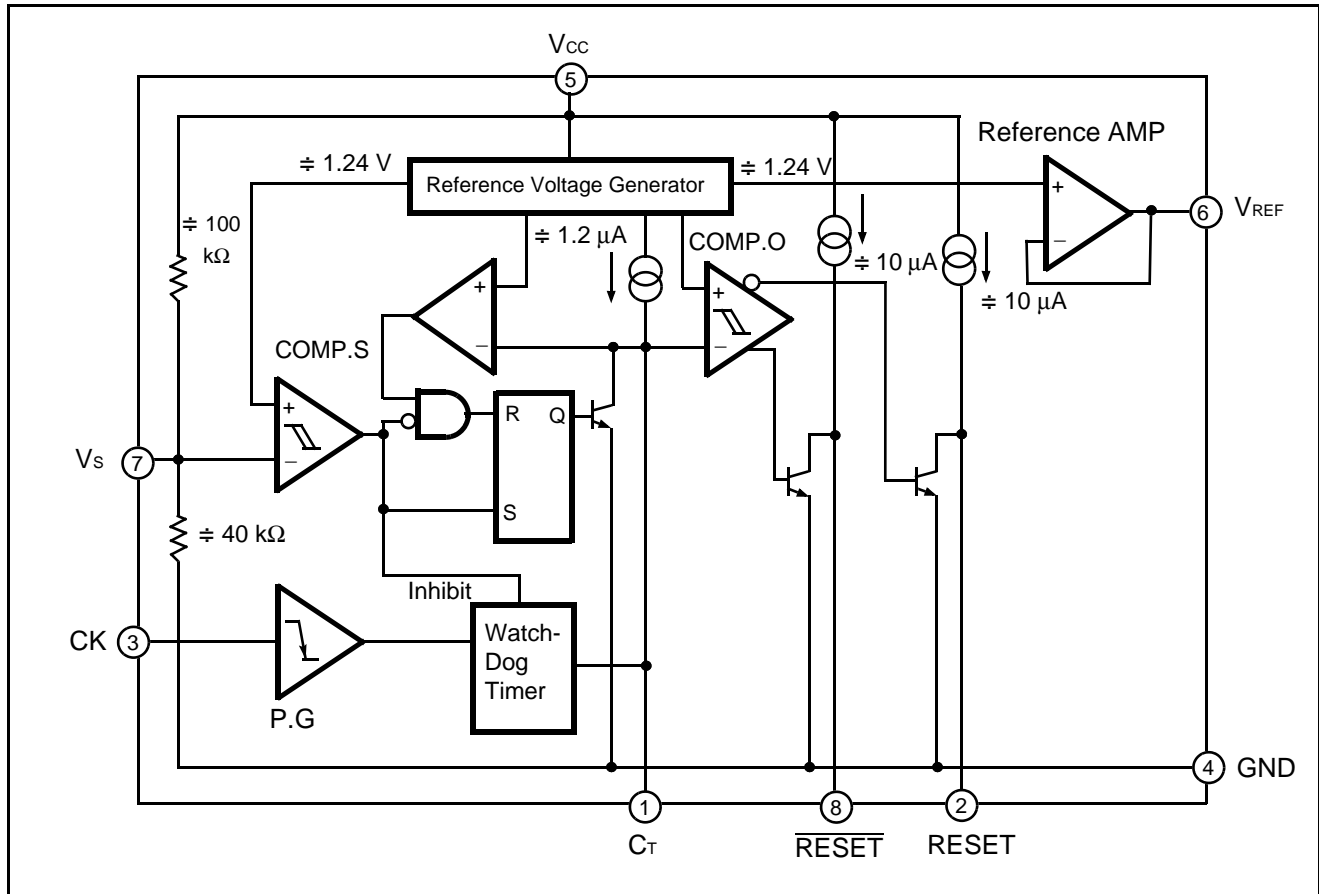 VCC
5
Reference AMP
≑ 1.24 V
Reference Voltage Generator
≑ 1.24 V
+
−
6
VREF
≑ 100
kΩ
≑ 1.2 μA
COMP.O
≑ 10 μA
≑ 10 μA
+
−
+
−
COMP.S
+
−
R
Q
S
VS
7
≑ 40 kΩ
Inhibit
CK
3
P.G
Watch-
Dog
Timer
4
GND
1
8
2
CT
RESET
RESET